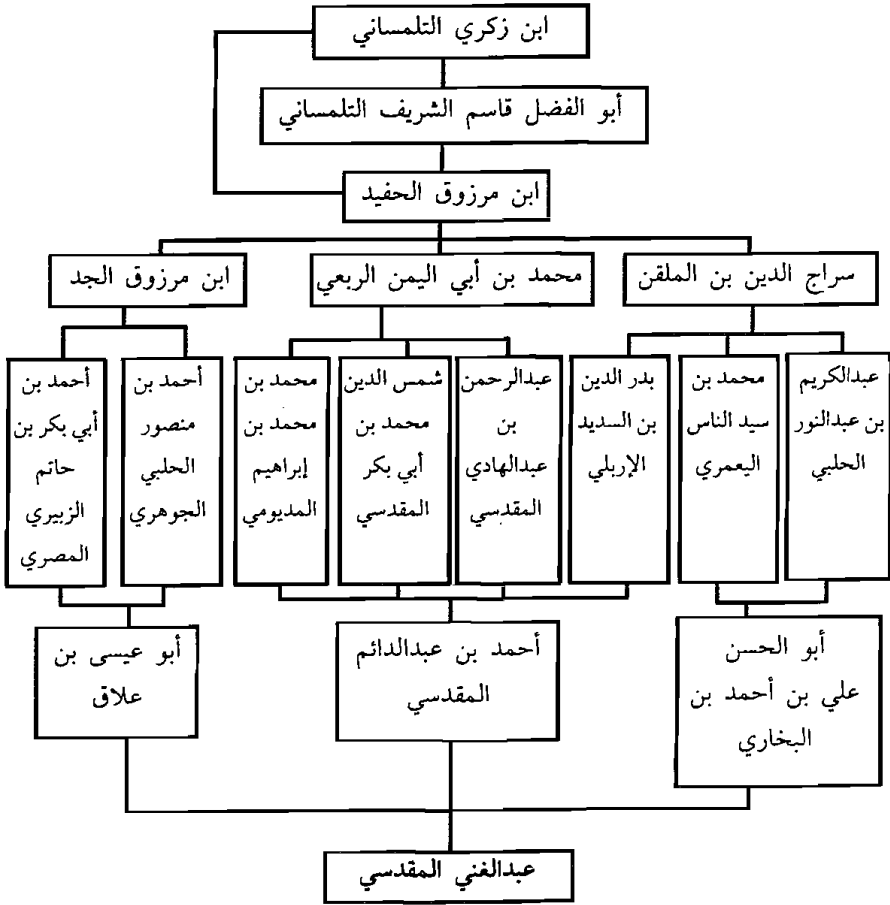 ابن زكري التلمساني
أبو الفضل قاسم الشريف التلمساني
ابن مرزوق الحفيد
سراج الدين بن الملقن
محمد بن أبي اليمن الربعي
ابن مرزوق الجد
عبدالكريم
بن عبدالنور
الحلبي
محمد بن
سيد الناس
اليعمري
بدر الدين
بن السديد
الإربلي
عبدالرحمن
بن
عبدالهادي
المقدسي
شمس الدين
محمد بن
أبي بكر
المقدسي
محمد بن
محمد بن
إبراهيم
المديومي
أحمد بن
منصور
الحلبي
الجوهري
أحمد بن
أبي بكر بن
حاتم
الزبيري
المصري
أبو الحسن
علي بن أحمد بن
البخاري
أحمد بن عبدالدائم
المقدسي
أبو عيسى بن
علاق
عبدالغني المقدسي